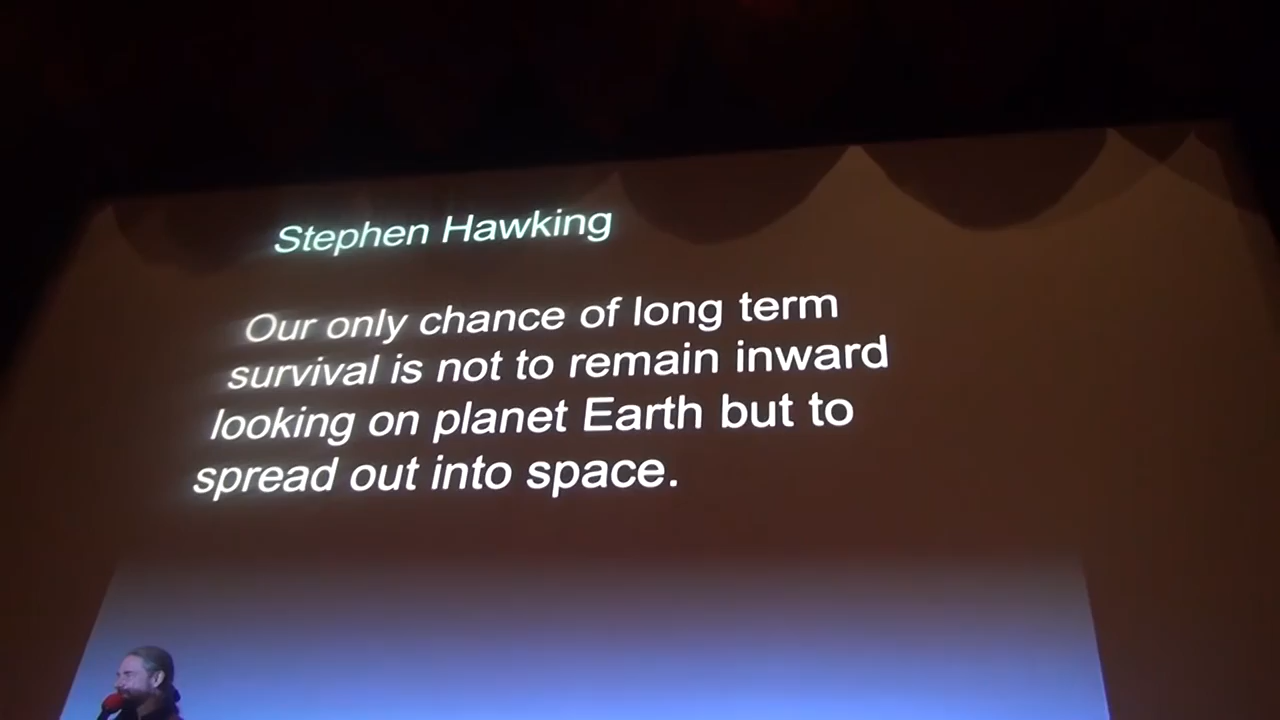 Stephen Hawking
Our only chance of long term
survival is not to remain inward
looking on planet Earth but to
spread out into space.